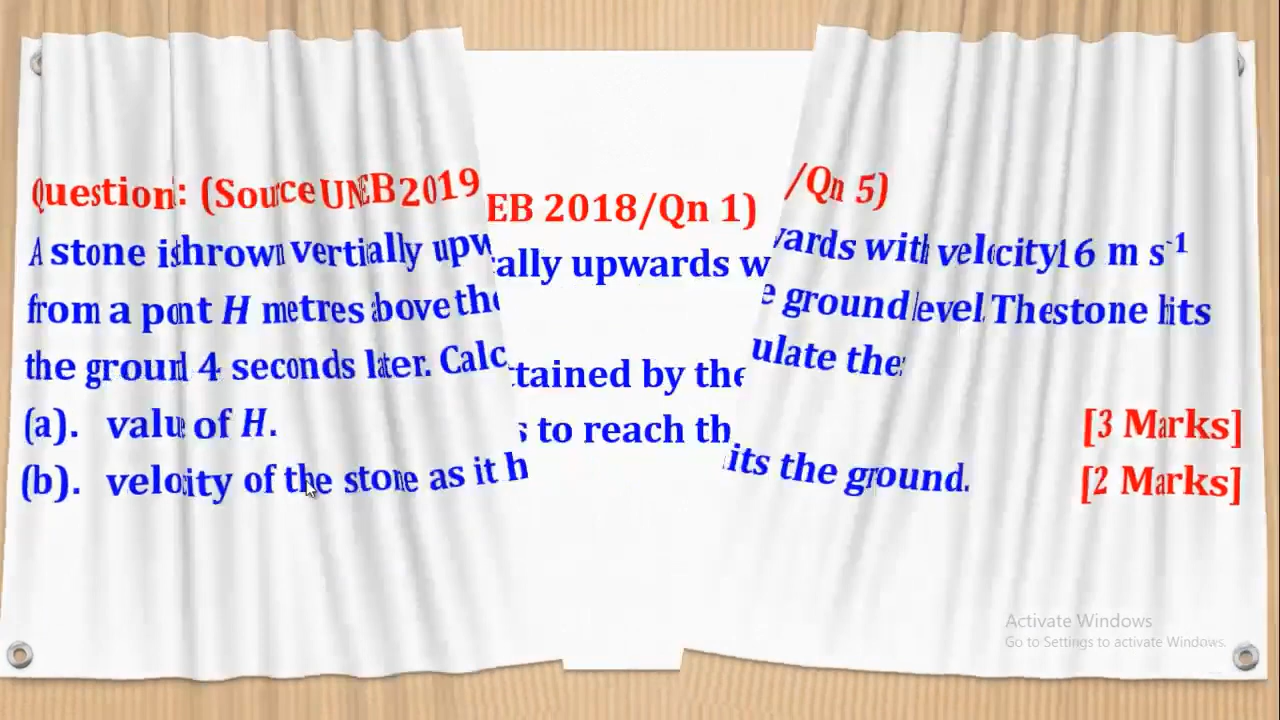 Question: (Source UNEB 2019 EB 2018/Qn 1) /Qn 5)
A stone is thrown vertially upw ally upwards w wards with velocity 16 m s⁻¹
from a point H metres above the e ground level. The stone hits
the ground 4 seconds later. Calc ttained by the ulate the:
(a). value of H. s to reach th [3 Marks]
(b). velocity of the stone as it h its the ground. [2 Marks]
Activate Windows
Go to Settings to activate Windows.